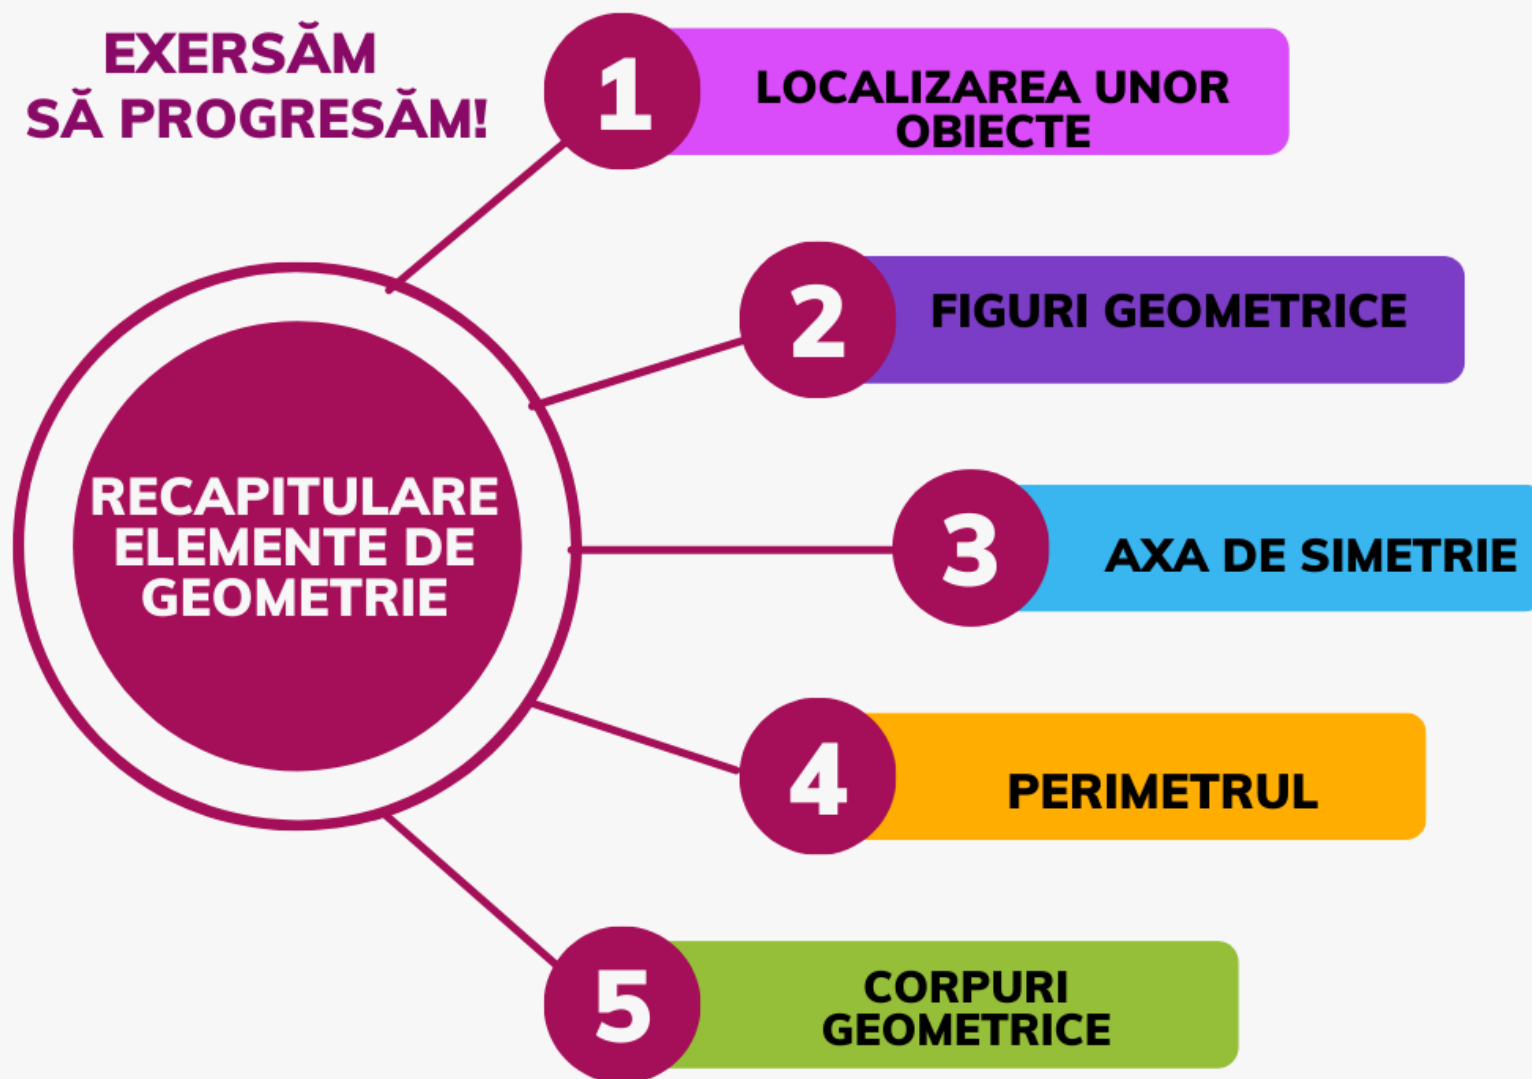 EXERSĂM
SĂ PROGRESĂM!
1
LOCALIZAREA UNOR
OBIECTE
2
FIGURI GEOMETRICE
RECAPITULARE
ELEMENTE DE
GEOMETRIE
3
AXA DE SIMETRIE
4
PERIMETRUL
5
CORPURI
GEOMETRICE